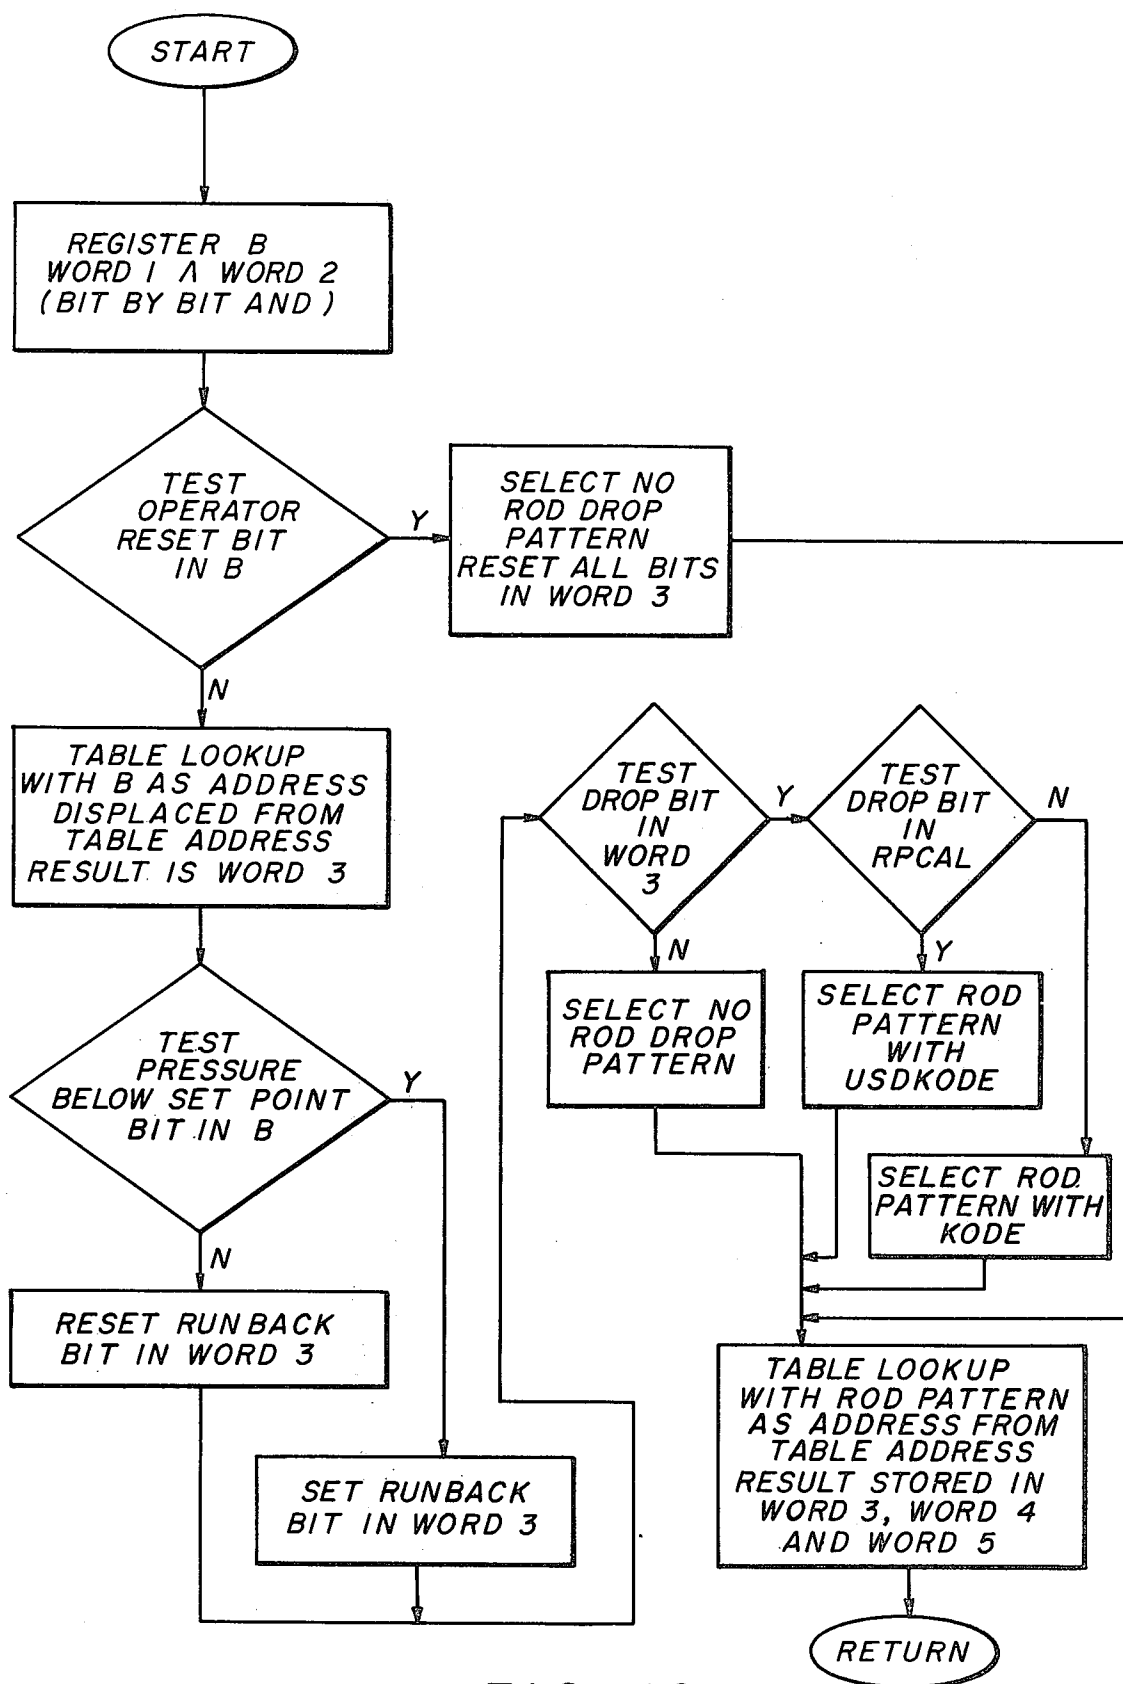 START
REGISTER B
WORD 1 Λ WORD 2
(BIT BY BIT AND)
TEST
OPERATOR
RESET BIT
IN B
Y
SELECT NO
ROD DROP
PATTERN
RESET ALL BITS
IN WORD 3
N
TABLE LOOKUP
WITH B AS ADDRESS
DISPLACED FROM
TABLE ADDRESS
RESULT IS WORD 3
TEST
PRESSURE
BELOW SET POINT
BIT IN B
Y
N
RESET RUNBACK
BIT IN WORD 3
SET RUNBACK
BIT IN WORD 3
TEST
DROP BIT
IN
WORD
3
Y
TEST
DROP BIT
IN
RPCAL
N
N
SELECT NO
ROD DROP
PATTERN
Y
SELECT ROD
PATTERN
WITH
USDKODE
SELECT ROD
PATTERN WITH
KODE
TABLE LOOKUP
WITH ROD PATTERN
AS ADDRESS FROM
TABLE ADDRESS
RESULT STORED IN
WORD 3, WORD 4
AND WORD 5
RETURN